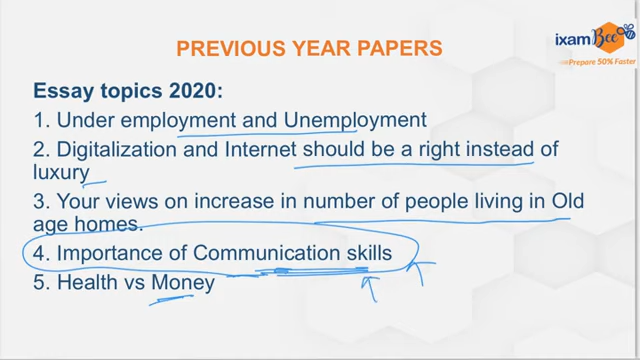 PREVIOUS YEAR PAPERS
ixamBee
Prepare 50% Faster
Essay topics 2020:
1. Under employment and Unemployment
2. Digitalization and Internet should be a right instead of
luxury
3. Your views on increase in number of people living in Old
age homes.
4. Importance of Communication skills
5. Health vs Money